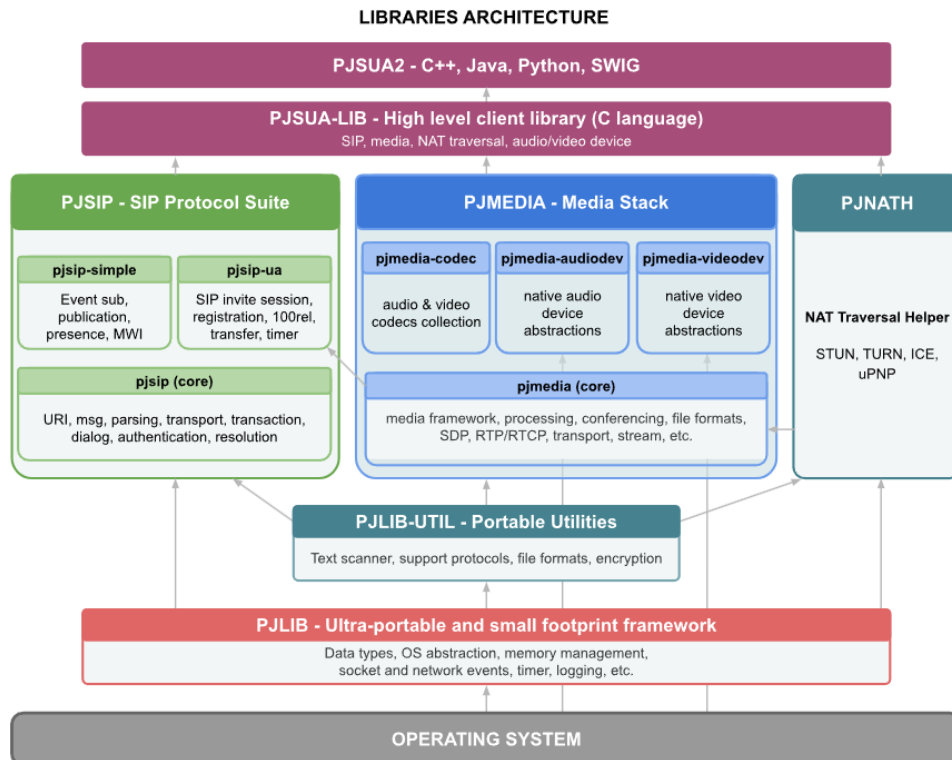 LIBRARIES ARCHITECTURE
PJSUA2 - C++, Java, Python, SWIG
PJSUA-LIB - High level client library (C language)
SIP, media, NAT traversal, audio/video device
PJSIP - SIP Protocol Suite
pjsip-simple
Event sub,
publication,
presence, MWI
pjsip-ua
SIP invite session,
registration, 100rel,
transfer, timer
pjsip (core)
URI, msg, parsing, transport, transaction,
dialog, authentication, resolution
PJMEDIA - Media Stack
pjmedia-codec
audio & video
codecs collection
pjmedia-audiodev
native audio
device
abstractions
pjmedia-videodev
native video
device
abstractions
pjmedia (core)
media framework, processing, conferencing, file formats,
SDP, RTP/RTCP, transport, stream, etc.
PJNATH
NAT Traversal Helper
STUN, TURN, ICE,
uPNP
PJLIB-UTIL - Portable Utilities
Text scanner, support protocols, file formats, encryption
PJLIB - Ultra-portable and small footprint framework
Data types, OS abstraction, memory management,
socket and network events, timer, logging, etc.
OPERATING SYSTEM